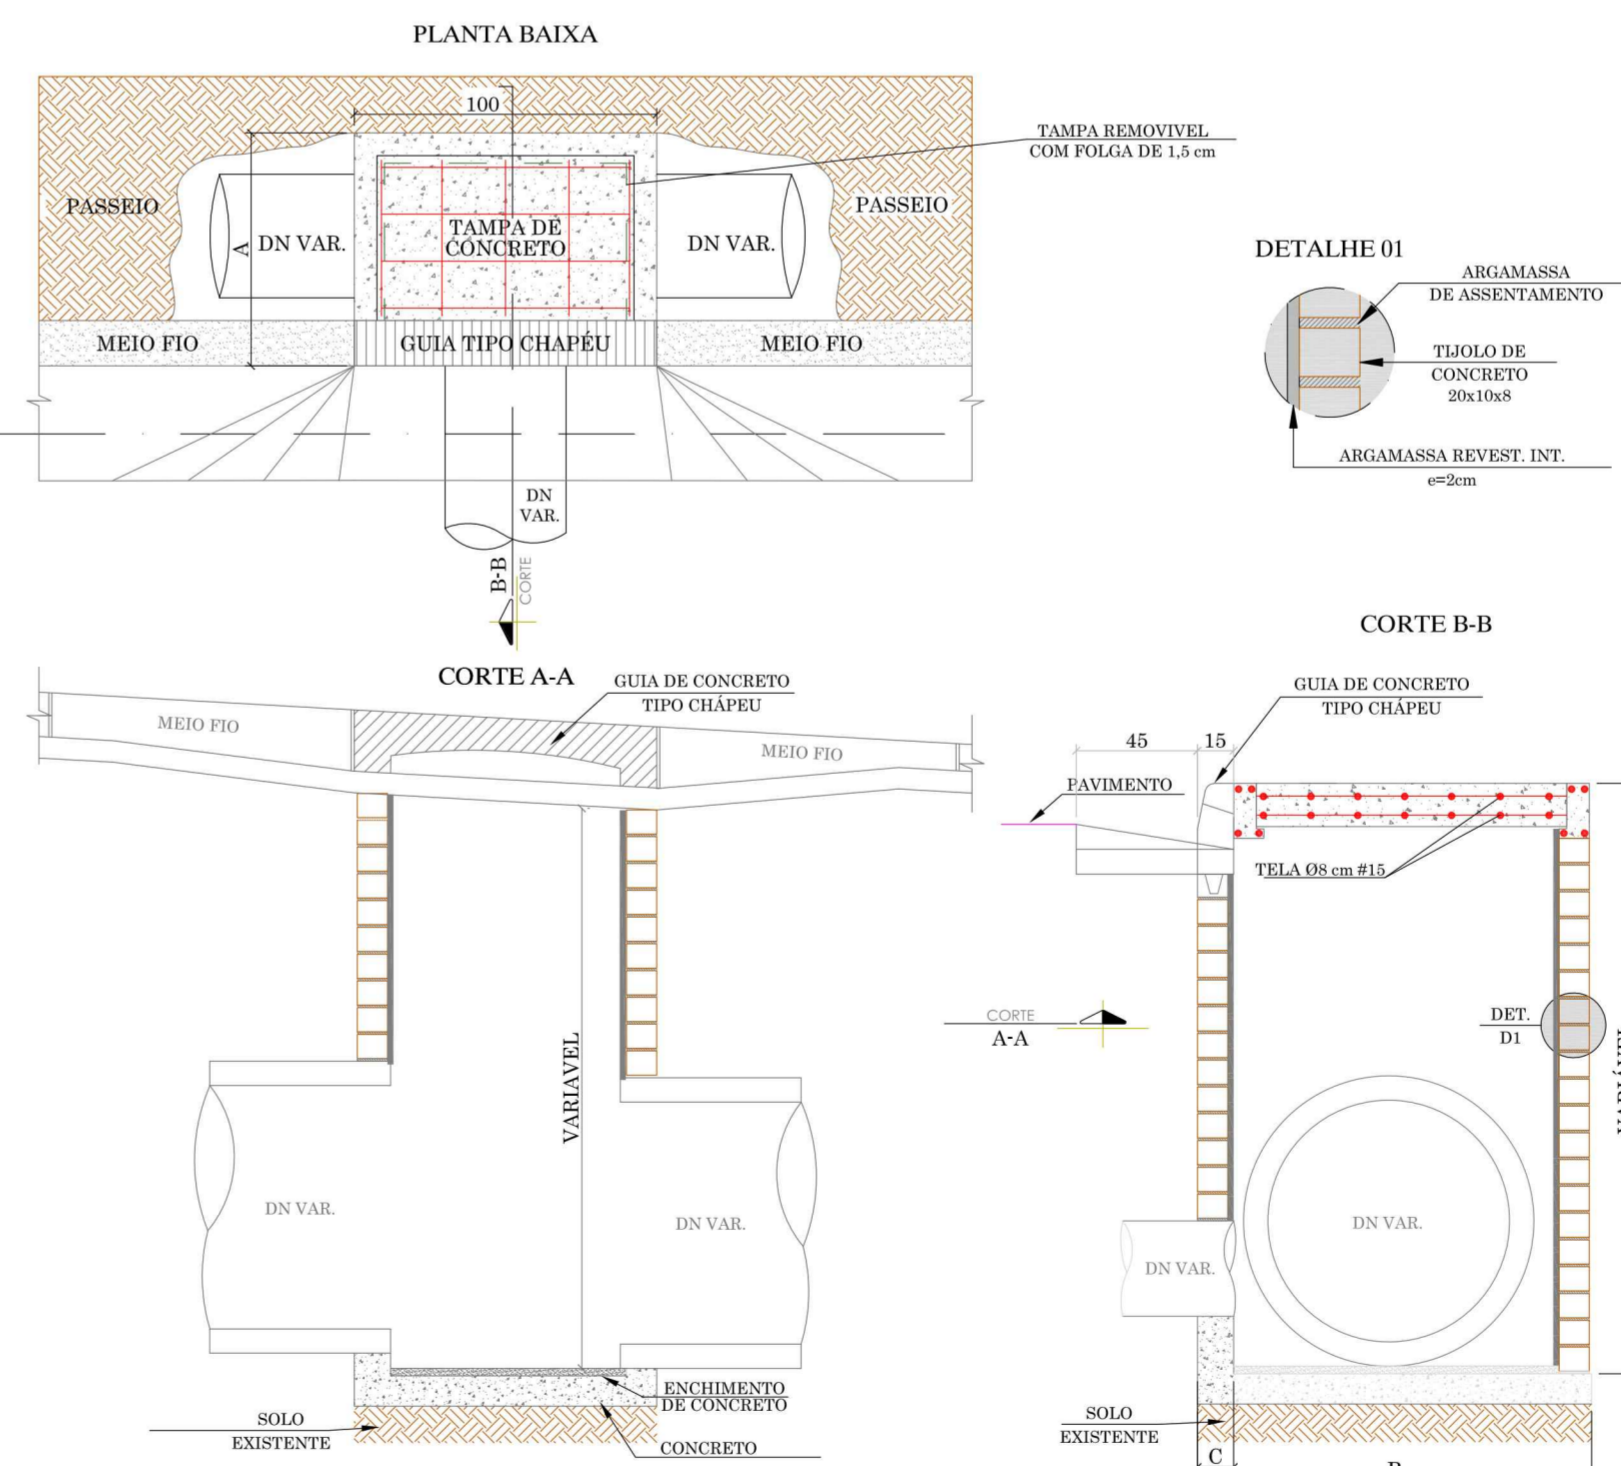 PLANTA BAIXA
100
TAMPA REMOVIVEL
COM FOLGA DE 1,5 cm
PASSEIO
A
DN VAR.
TAMPA DE
CONCRETO
DN VAR.
PASSEIO
MEIO FIO
GUIA TIPO CHAPÉU
MEIO FIO
DN
VAR.
B-B
CORTE
DETALHE 01
ARGAMASSA
DE ASSENTAMENTO
TIJOLO DE
CONCRETO
20x10x8
ARGAMASSA REVEST. INT.
e=2cm
CORTE A-A
GUIA DE CONCRETO
TIPO CHÁPEU
MEIO FIO
MEIO FIO
VARIAVEL
DN VAR.
DN VAR.
ENCHIMENTO
DE CONCRETO
SOLO
EXISTENTE
CONCRETO
CORTE B-B
GUIA DE CONCRETO
TIPO CHÁPEU
45
15
PAVIMENTO
TELA Ø8 cm #15
CORTE
A-A
DET.
D1
DN VAR.
DN VAR.
SOLO
EXISTENTE
C